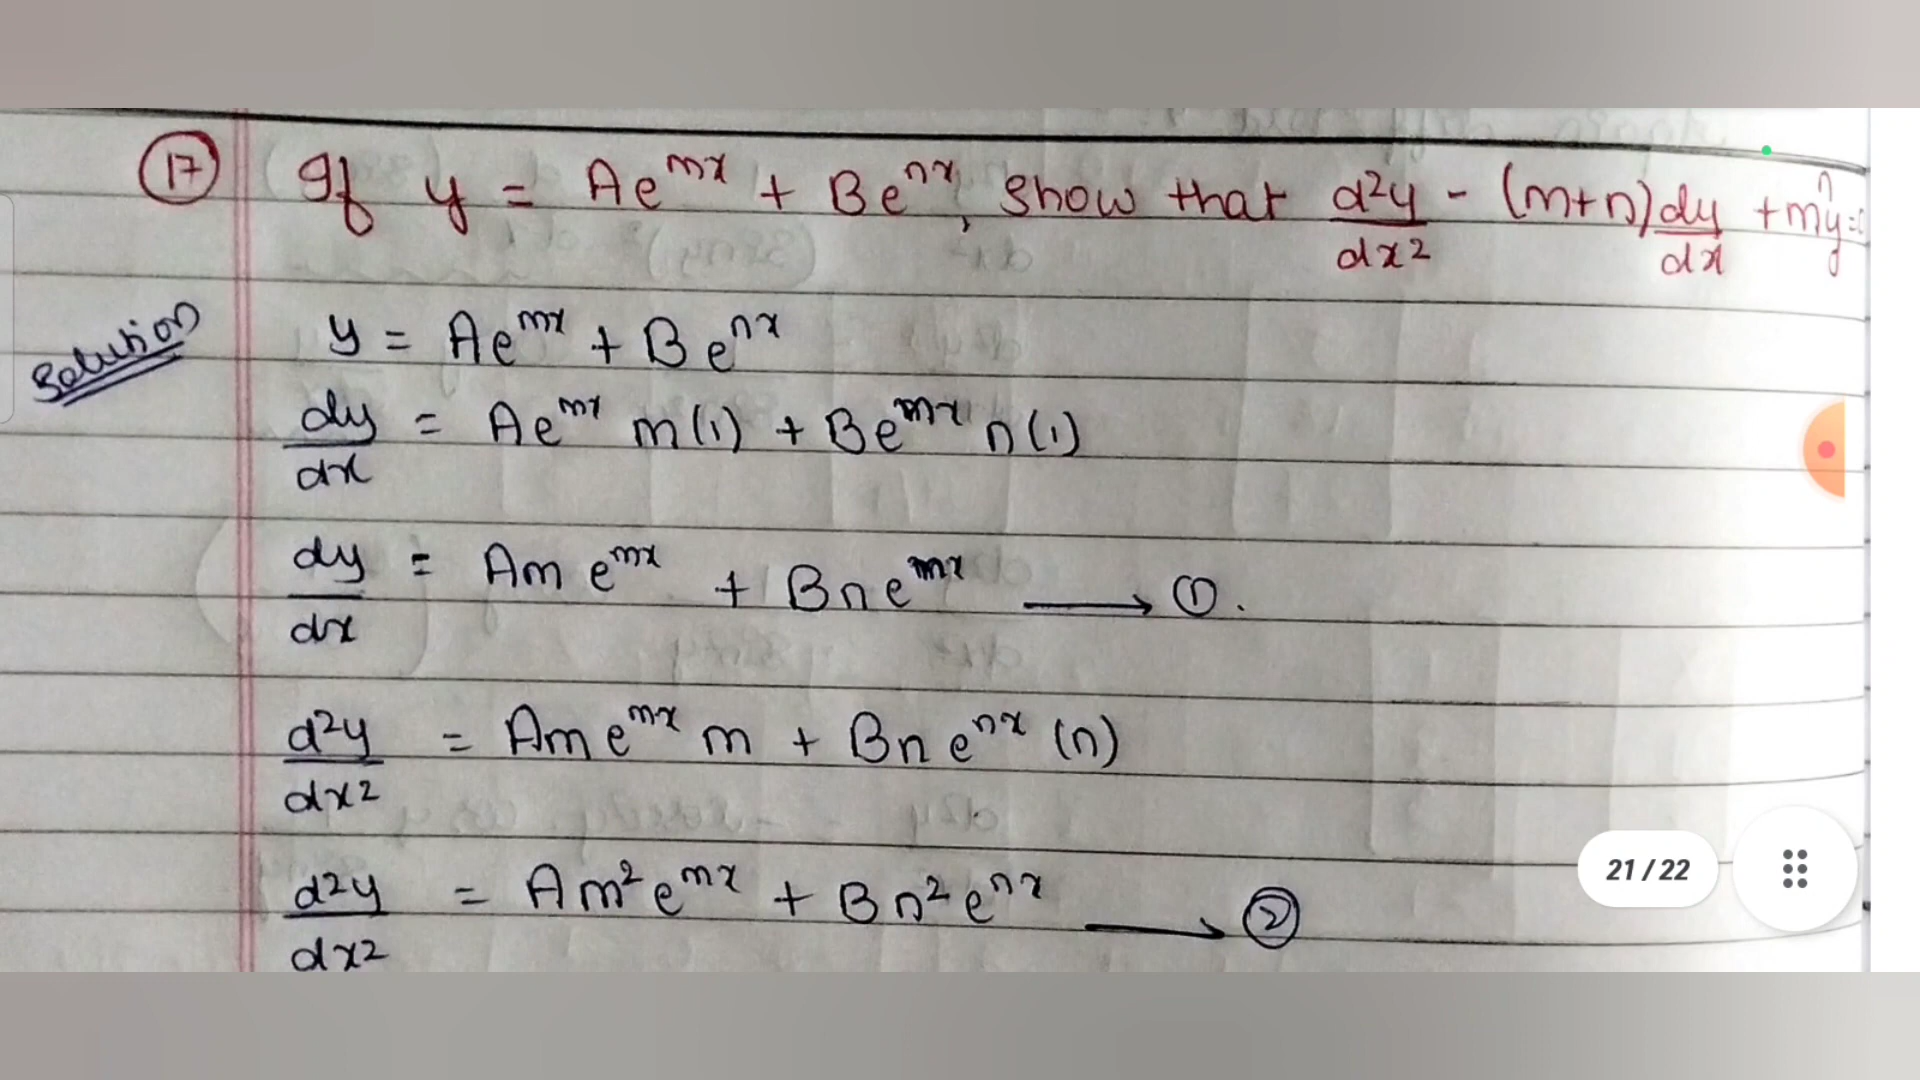 17 If y = Ae^mx + Be^nx, show that d²y/dx² - (m+n)dy/dx + mny=0
Solution
y = Ae^mx + Be^nx
dy/dx = Ae^mx m(1) + Be^mx n(1)
dy/dx = Am e^mx + Bn e^mx → ①.
d²y/dx² = Am e^mx m + Bn e^nx (n)
d²y/dx² = Am² e^mx + Bn² e^nx → ②
21 / 22